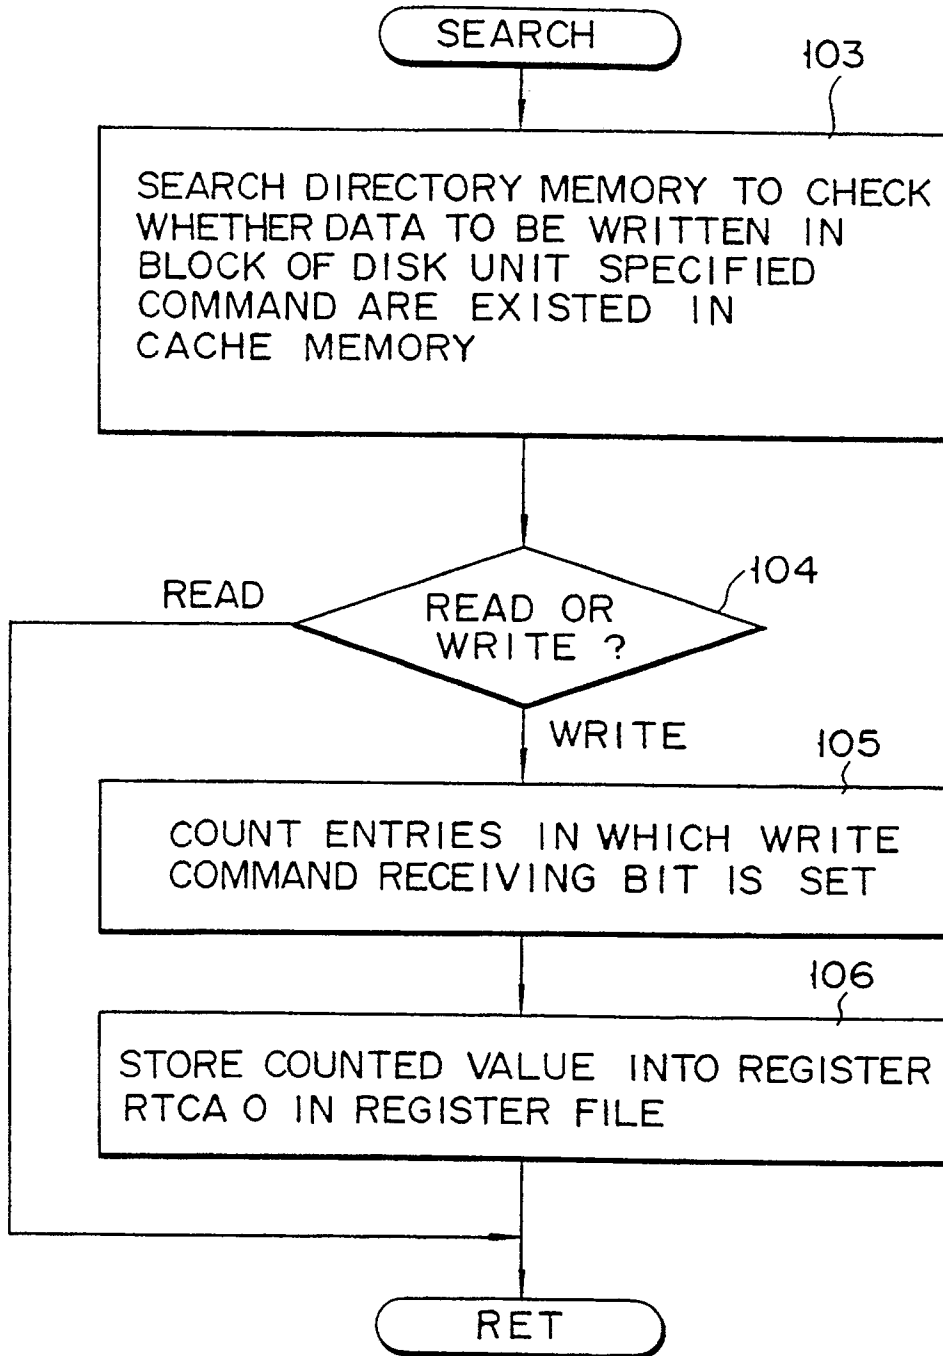 SEARCH
103
SEARCH DIRECTORY MEMORY TO CHECK
WHETHER DATA TO BE WRITTEN IN
BLOCK OF DISK UNIT SPECIFIED
COMMAND ARE EXISTED IN
CACHE MEMORY
104
READ
READ OR
WRITE ?
WRITE
105
COUNT ENTRIES IN WHICH WRITE
COMMAND RECEIVING BIT IS SET
106
STORE COUNTED VALUE INTO REGISTER
RTCA 0 IN REGISTER FILE
RET